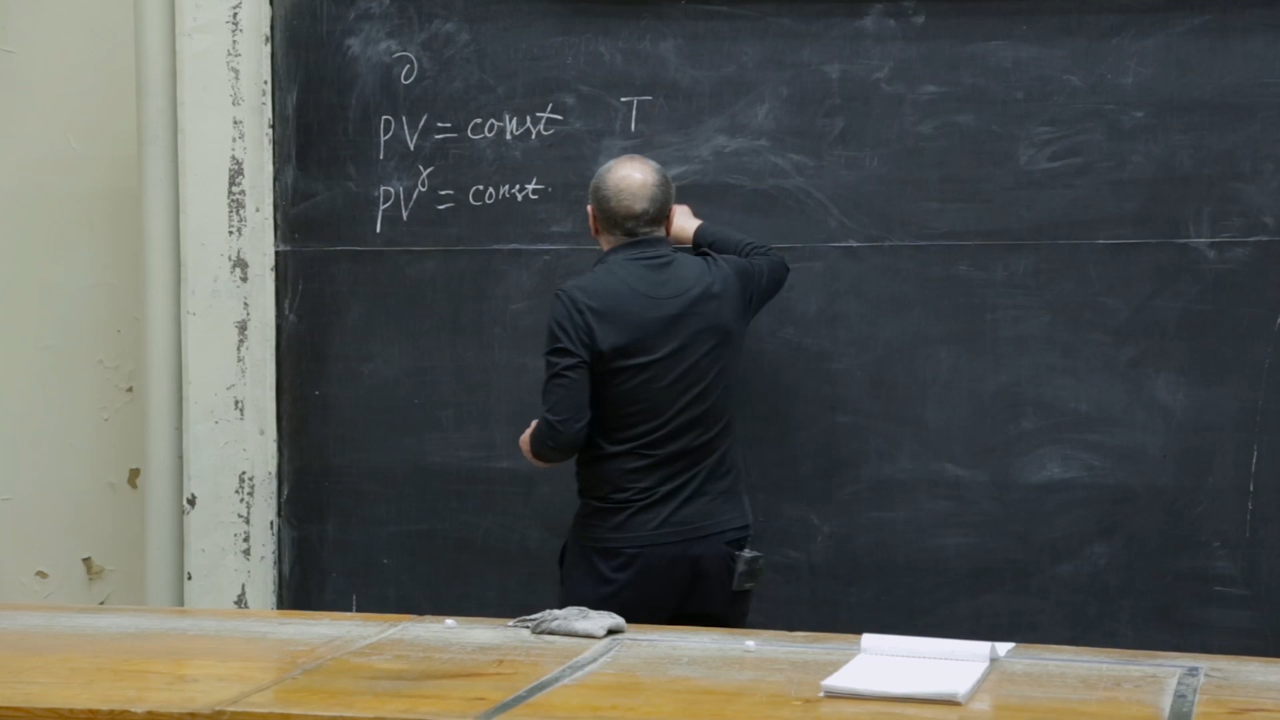 ∂
PV = const T
PV^γ = const.